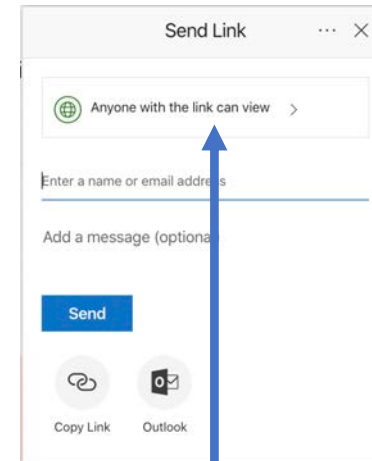 Send Link
Anyone with the link can view
Enter a name or email address
Add a message (optional)
Send
Copy Link
Outlook